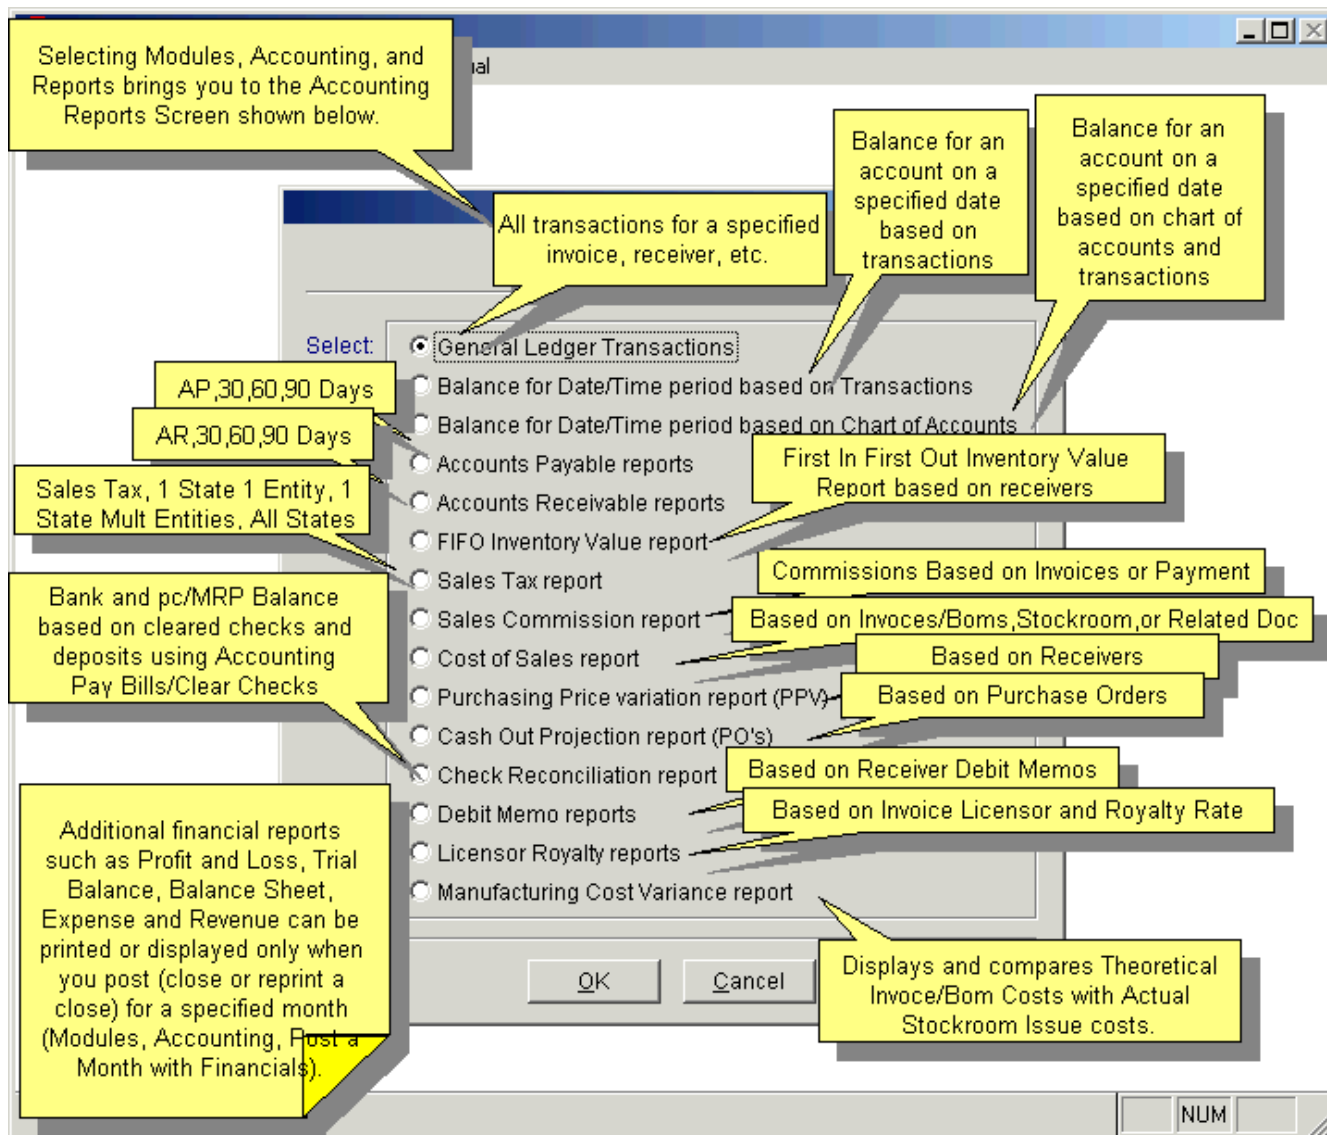 Selecting Modules, Accounting, and
Reports brings you to the Accounting
Reports Screen shown below.
ual
All transactions for a specified
invoice, receiver, etc.
Balance for an
account on a
specified date
based on
transactions
Balance for an
account on a
specified date
based on chart of
accounts and
transactions
Select:
General Ledger Transactions
Balance for Date/Time period based on Transactions
Balance for Date/Time period based on Chart of Accounts
Accounts Payable reports
Accounts Receivable reports
FIFO Inventory Value report
Sales Tax report
Sales Commission report
Cost of Sales report
Purchasing Price variation report (PPV)
Cash Out Projection report (PO's)
Check Reconciliation report
Debit Memo reports
Licensor Royalty reports
Manufacturing Cost Variance report
AP,30,60,90 Days
AR,30,60,90 Days
Sales Tax, 1 State 1 Entity, 1
State Mult Entities, All States
Bank and pc/MRP Balance
based on cleared checks and
deposits using Accounting
Pay Bills/Clear Checks
First In First Out Inventory Value
Report based on receivers
Commissions Based on Invoices or Payment
Based on Invoces/Boms,Stockroom,or Related Doc
Based on Receivers
Based on Purchase Orders
Based on Receiver Debit Memos
Based on Invoice Licensor and Royalty Rate
Displays and compares Theoretical
Invoce/Bom Costs with Actual
Stockroom Issue costs.
Additional financial reports
such as Profit and Loss, Trial
Balance, Balance Sheet,
Expense and Revenue can be
printed or displayed only when
you post (close or reprint a
close) for a specified month
(Modules, Accounting, Post a
Month with Financials).
OK
Cancel
NUM